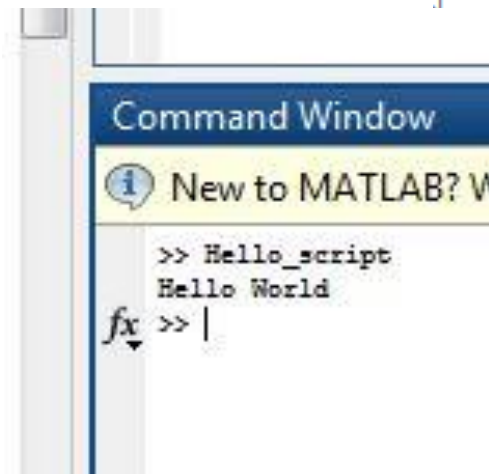 Command Window
New to MATLAB? W
>> Hello_script
Hello World
fx >>